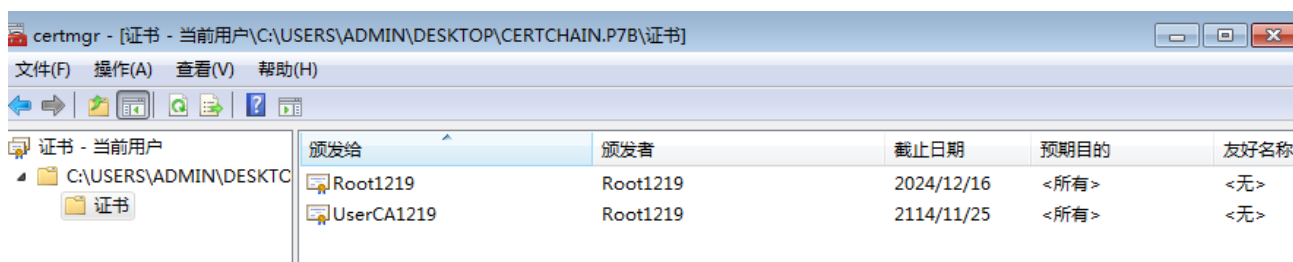 certmgr - [证书 - 当前用户\C:\USERS\ADMIN\DESKTOP\CERTCHAIN.P7B\证书]
文件(F) 操作(A) 查看(V) 帮助(H)
证书 - 当前用户
C:\USERS\ADMIN\DESKTC
证书
颁发给 颁发者 截止日期 预期目的 友好名称
Root1219 Root1219 2024/12/16 <所有> <无>
UserCA1219 Root1219 2114/11/25 <所有> <无>